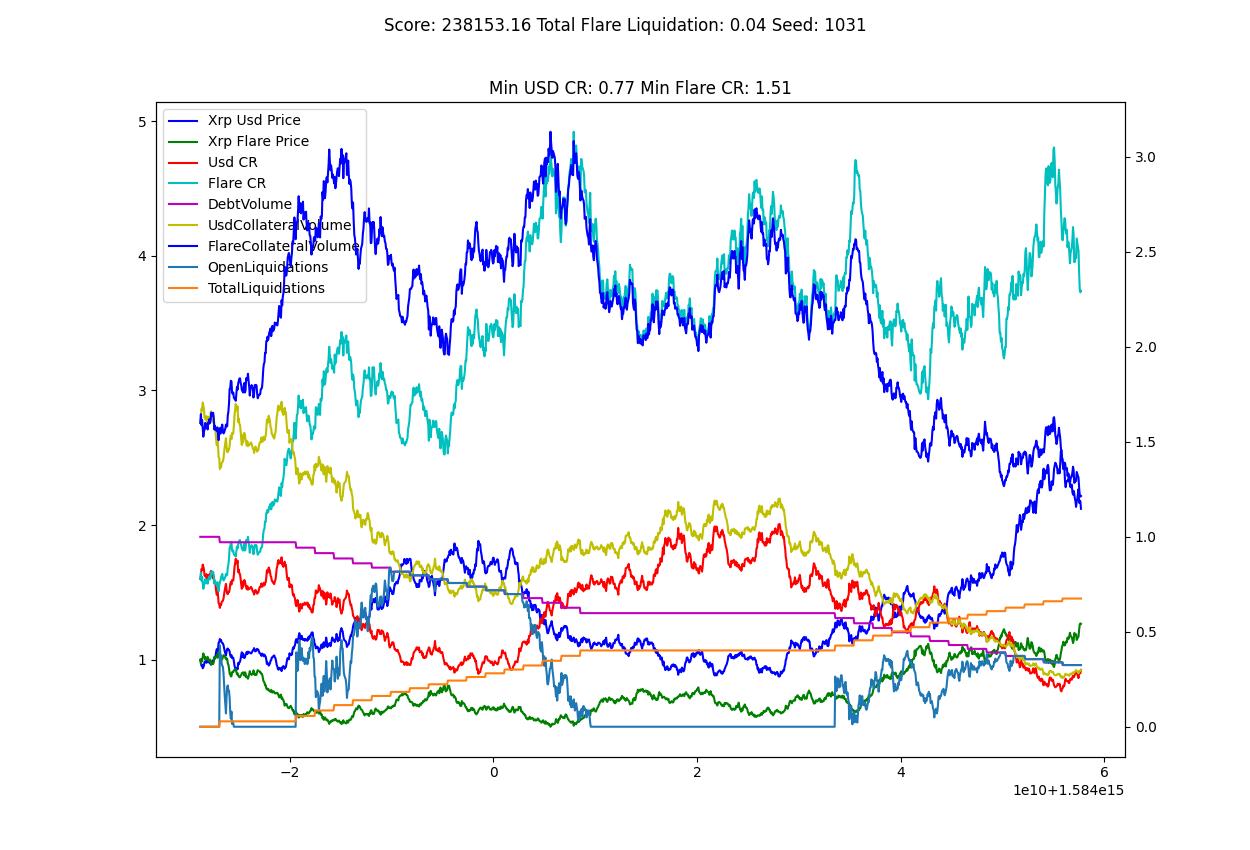 Score: 238153.16 Total Flare Liquidation: 0.04 Seed: 1031
Min USD CR: 0.77 Min Flare CR: 1.51
Xrp Usd Price
Xrp Flare Price
Usd CR
Flare CR
DebtVolume
UsdCollateralVolume
FlareCollateralVolume
OpenLiquidations
TotalLiquidations
5
4
3
2
1
3.0
2.5
2.0
1.5
1.0
0.5
0.0
−2 0 2 4 6
1e10+1.584e15